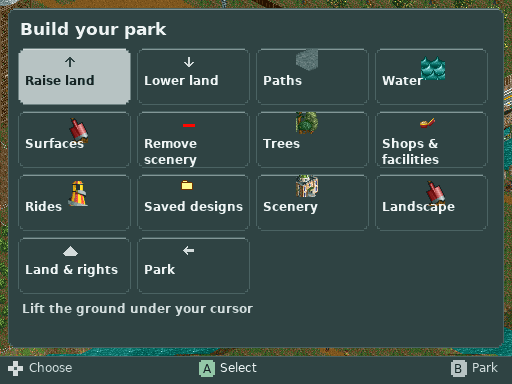 Build your park
Raise land
Lower land
Paths
Water
Surfaces
Remove
scenery
Trees
Shops &
facilities
Rides
Saved designs
Scenery
Landscape
Land & rights
Park
Lift the ground under your cursor
Choose
A Select
B Park